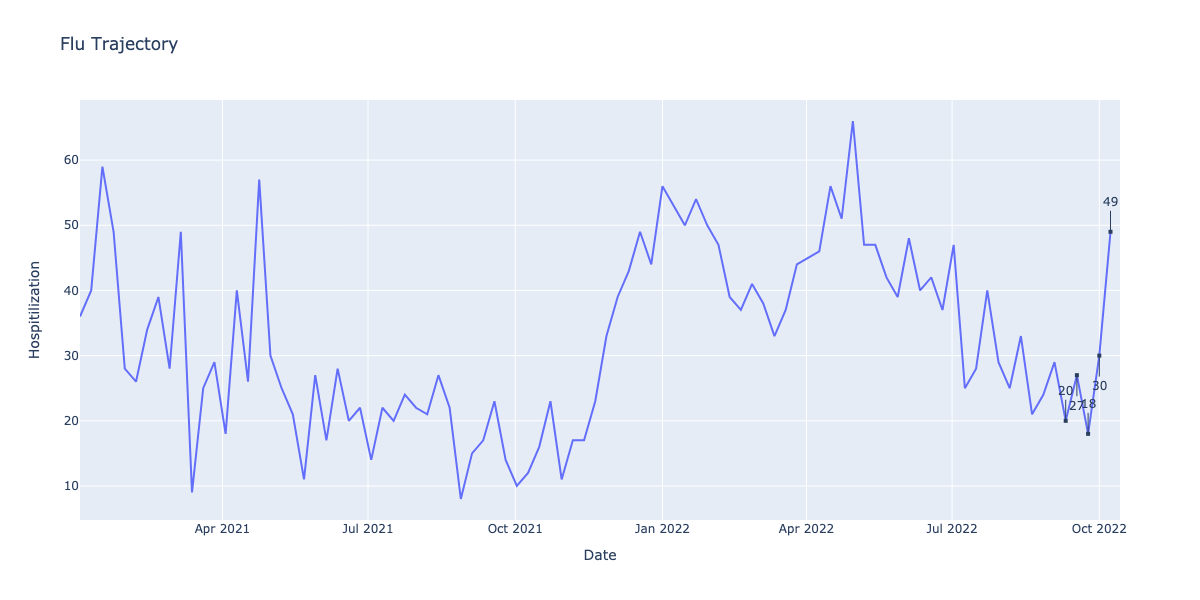 Flu Trajectory
Hospitilization
60
50
40
30
20
10
49
20
27
18
30
Apr 2021
Jul 2021
Oct 2021
Jan 2022
Apr 2022
Jul 2022
Oct 2022
Date